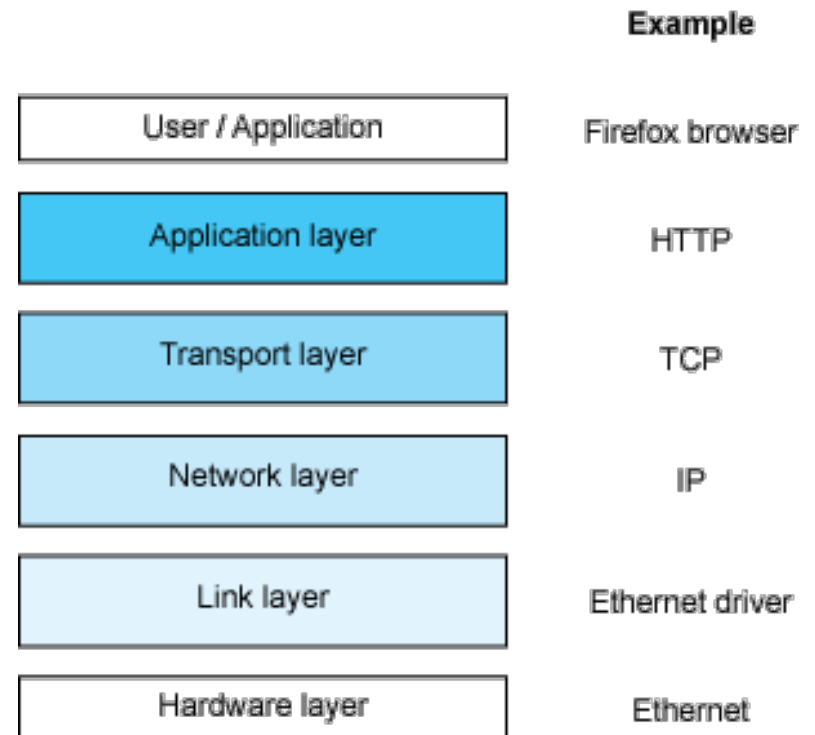 Example
User / Application Firefox browser
Application layer HTTP
Transport layer TCP
Network layer IP
Link layer Ethernet driver
Hardware layer Ethernet